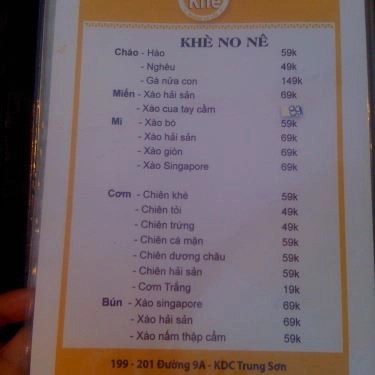 Khè
KHÈ NO NÊ
Cháo - Hào 59k
- Nghêu 49k
- Gà nửa con 149k
Miến - Xào hải sản 69k
- Xào cua tay cầm 89k
Mì - Xào bò 59k
- Xào hải sản 69k
- Xào giòn 69k
- Xào Singapore 69k
Cơm - Chiên khè 59k
- Chiên tỏi 49k
- Chiên trứng 49k
- Chiên cá mặn 59k
- Chiên dương châu 59k
- Chiên hải sản 59k
- Cơm Trắng 19k
Bún - Xào singapore 69k
- Xào hải sản 69k
- Xào nấm thập cẩm 59k
199 - 201 Đường 9A - KDC Trung Sơn